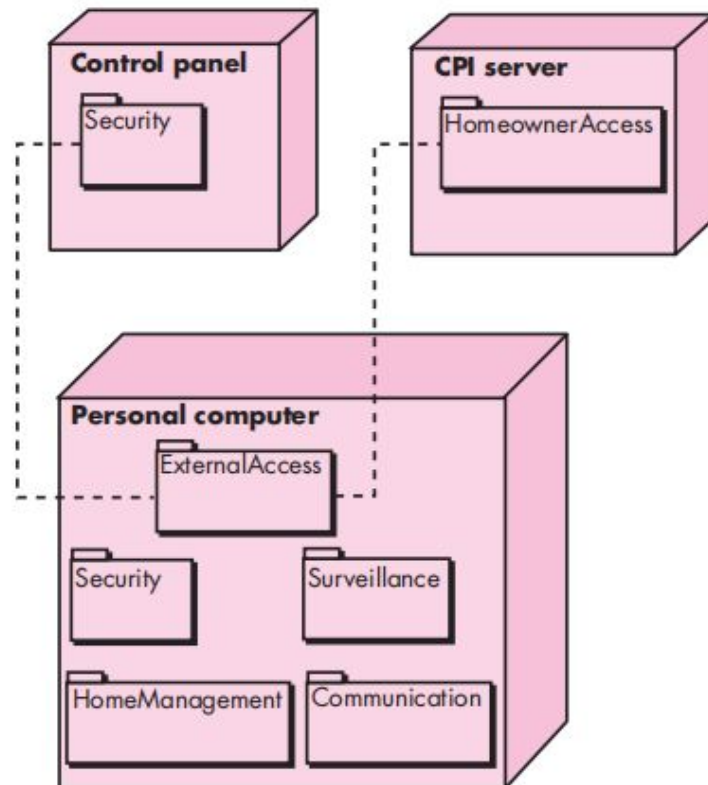 Control panel
Security
CPI server
HomeownerAccess
Personal computer
ExternalAccess
Security
Surveillance
HomeManagement
Communication